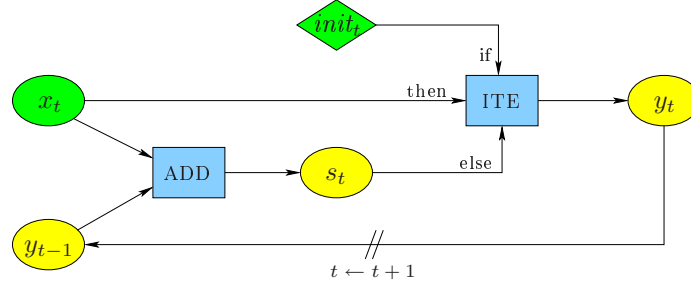 init_t
if
x_t
then
ITE
y_t
ADD
s_t
else
y_{t-1}
t ← t + 1